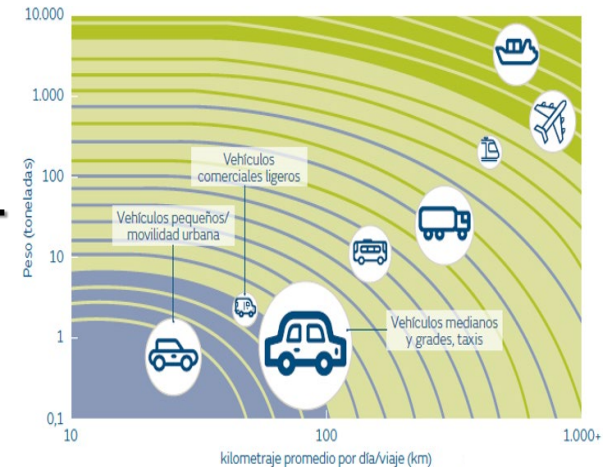 10.000
1.000
100
10
1
0,1
Peso (toneladas)
Vehículos
comerciales ligeros
Vehículos pequeños/
movilidad urbana
Vehículos medianos
y grades, taxis
10
100
1.000+
kilometraje promedio por día/viaje (km)